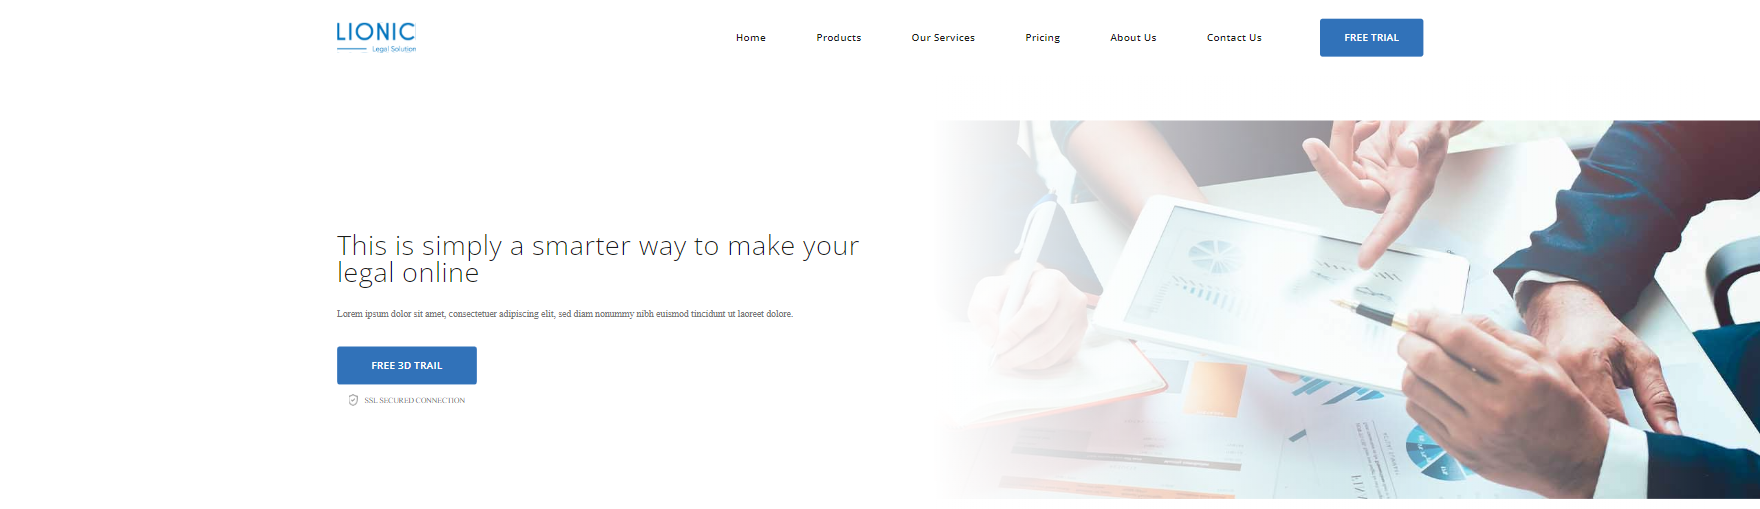 LIONIC
Legal Solution
Home Products Our Services Pricing About Us Contact Us FREE TRIAL
This is simply a smarter way to make your
legal online
Lorem ipsum dolor sit amet, consectetuer adipiscing elit, sed diam nonummy nibh euismod tincidunt ut laoreet dolore.
FREE 3D TRAIL
SSL SECURED CONNECTION